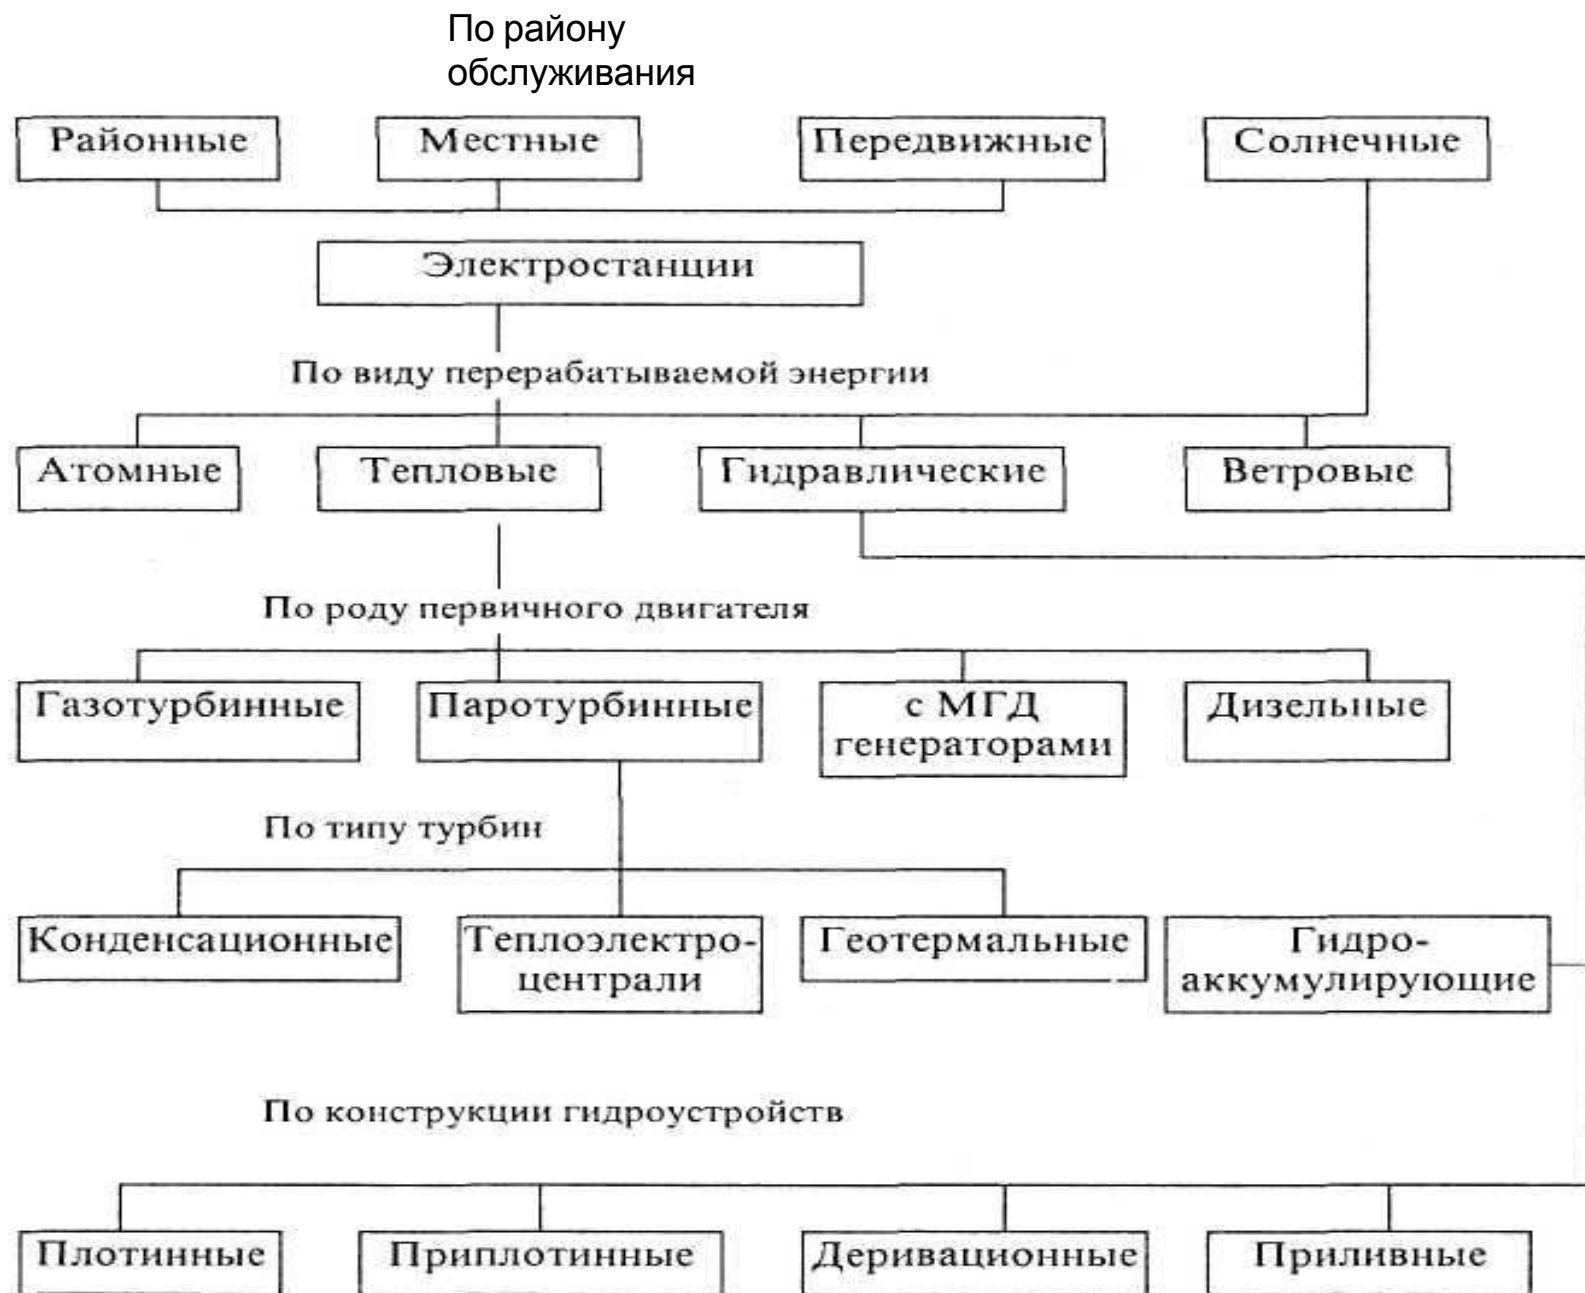 По району
обслуживания
Районные
Местные
Передвижные
Солнечные
Электростанции
По виду перерабатываемой энергии
Атомные
Тепловые
Гидравлические
Ветровые
По роду первичного двигателя
Газотурбинные
Паротурбинные
с МГД
генераторами
Дизельные
По типу турбин
Конденсационные
Теплоэлектро-
централи
Геотермальные
Гидро-
аккумулирующие
По конструкции гидроустройств
Плотинные
Приплотинные
Деривационные
Приливные